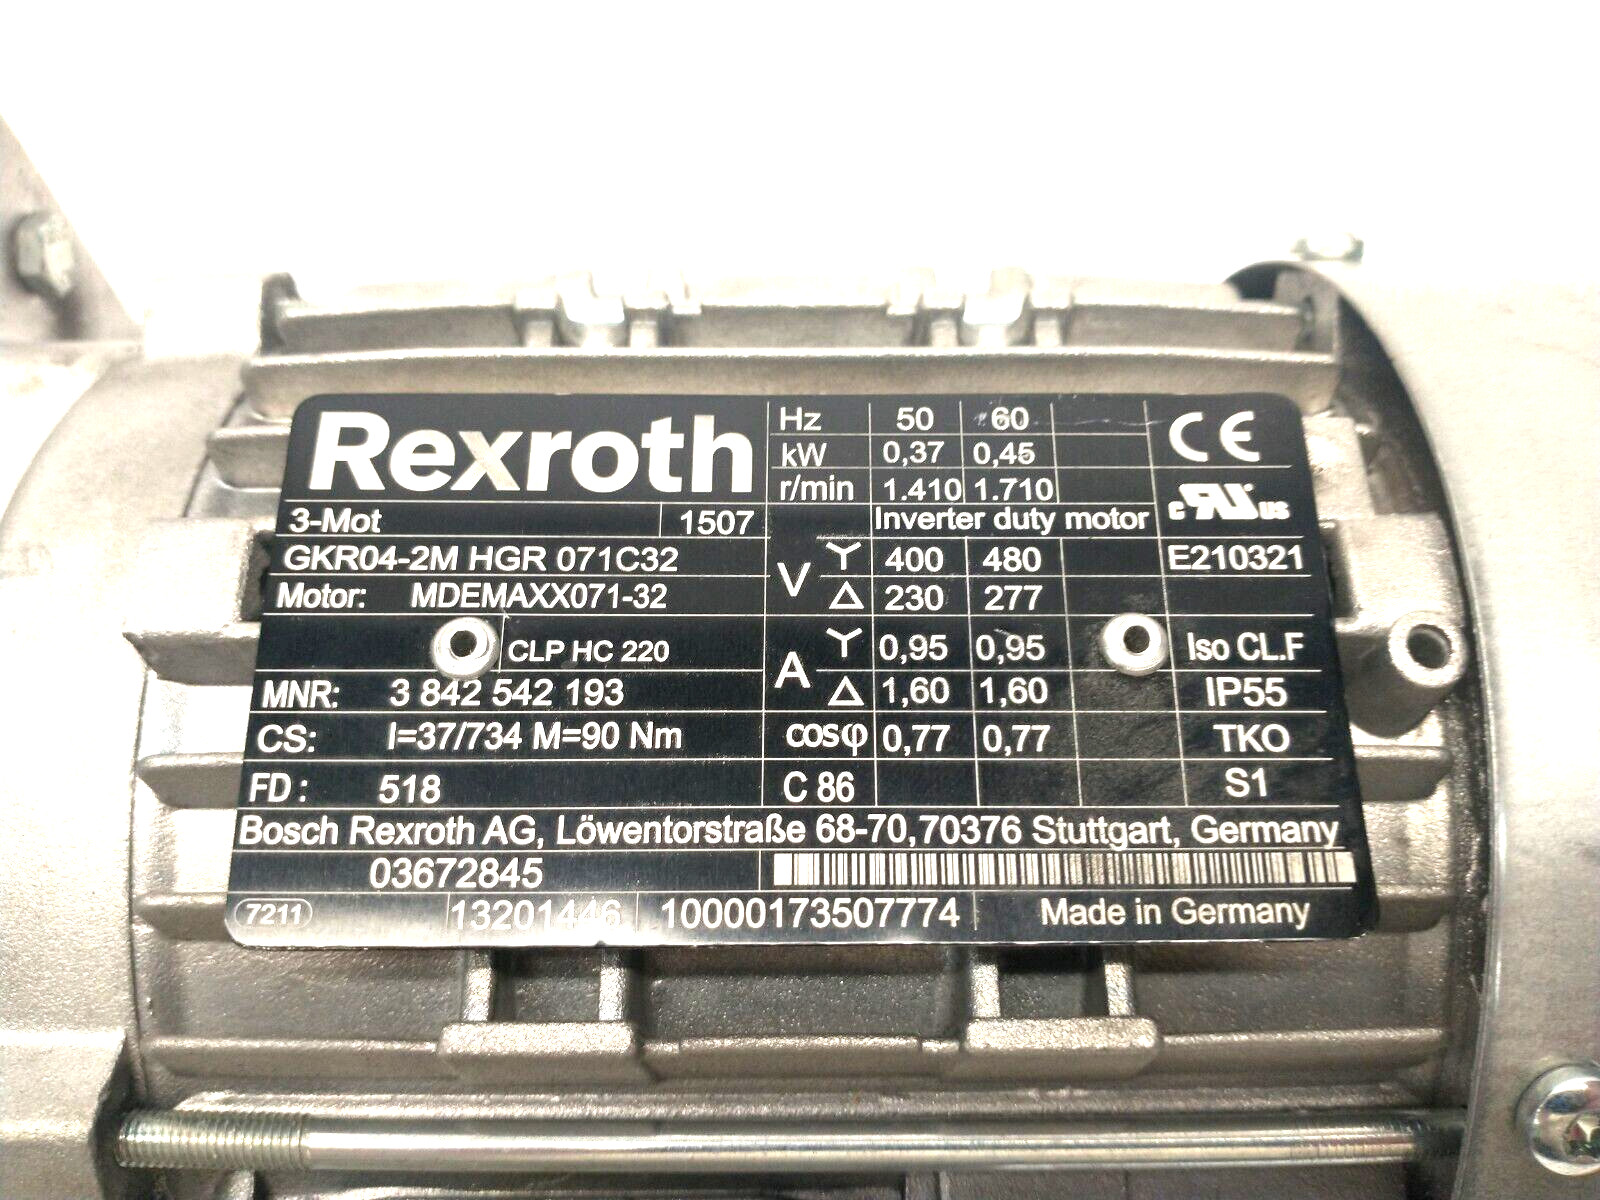 Rexroth
Hz 50 60
kW 0,37 0,45
r/min 1.410 1.710
CE
3-Mot 1507
Inverter duty motor
c RU us
GKR04-2M HGR 071C32
V Y 400 480
E210321
Motor: MDEMAXX071-32
Δ 230 277
CLP HC 220
A Y 0,95 0,95
Iso CL.F
MNR: 3 842 542 193
Δ 1,60 1,60
IP55
CS: I=37/734 M=90 Nm
cosφ 0,77 0,77
TKO
FD: 518
C 86
S1
Bosch Rexroth AG, Löwentorstraße 68-70,70376 Stuttgart, Germany
03672845
7211 13201446 10000173507774 Made in Germany